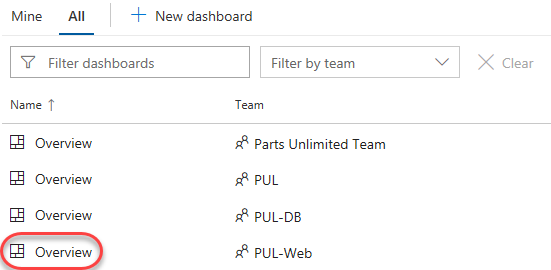 Mine All + New dashboard
Filter dashboards Filter by team Clear
Name ↑ Team
Overview Parts Unlimited Team
Overview PUL
Overview PUL-DB
Overview PUL-Web